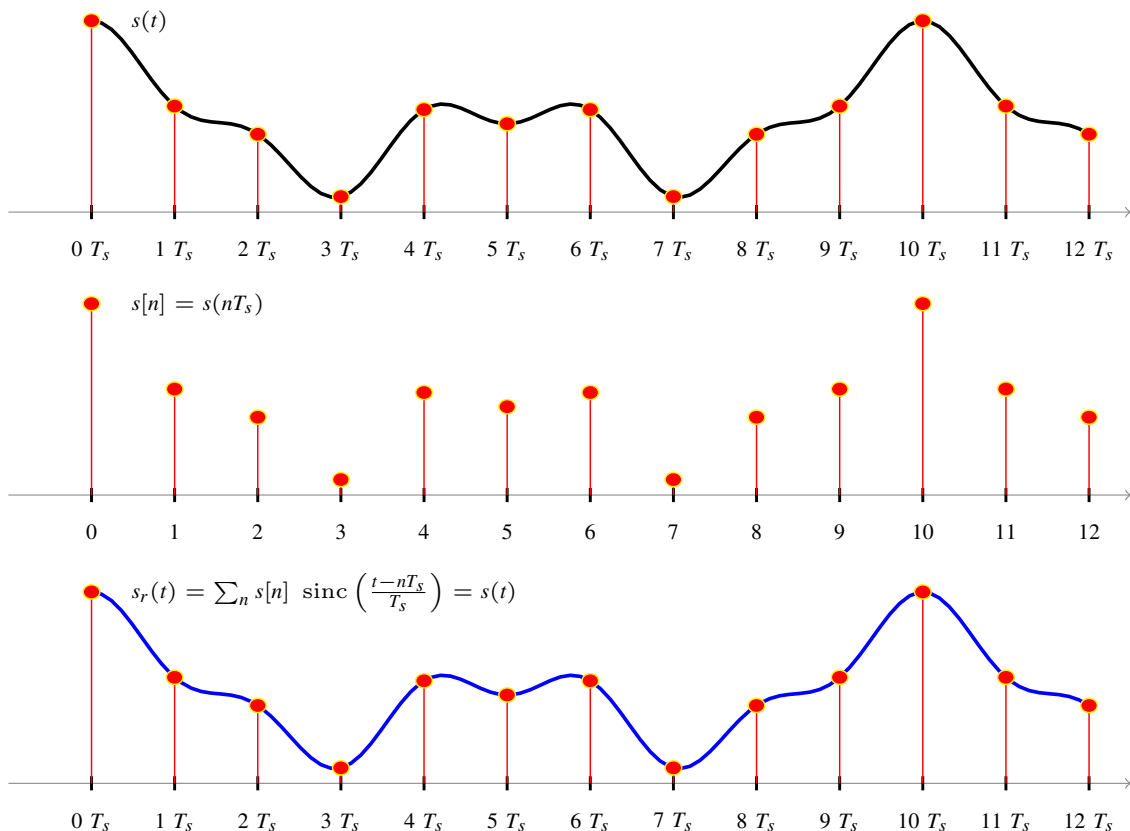 s(t)
0 T_s 1 T_s 2 T_s 3 T_s 4 T_s 5 T_s 6 T_s 7 T_s 8 T_s 9 T_s 10 T_s 11 T_s 12 T_s
s[n] = s(nT_s)
0 1 2 3 4 5 6 7 8 9 10 11 12
s_r(t) = ∑_n s[n] sinc ((t−nT_s)/T_s) = s(t)
0 T_s 1 T_s 2 T_s 3 T_s 4 T_s 5 T_s 6 T_s 7 T_s 8 T_s 9 T_s 10 T_s 11 T_s 12 T_s